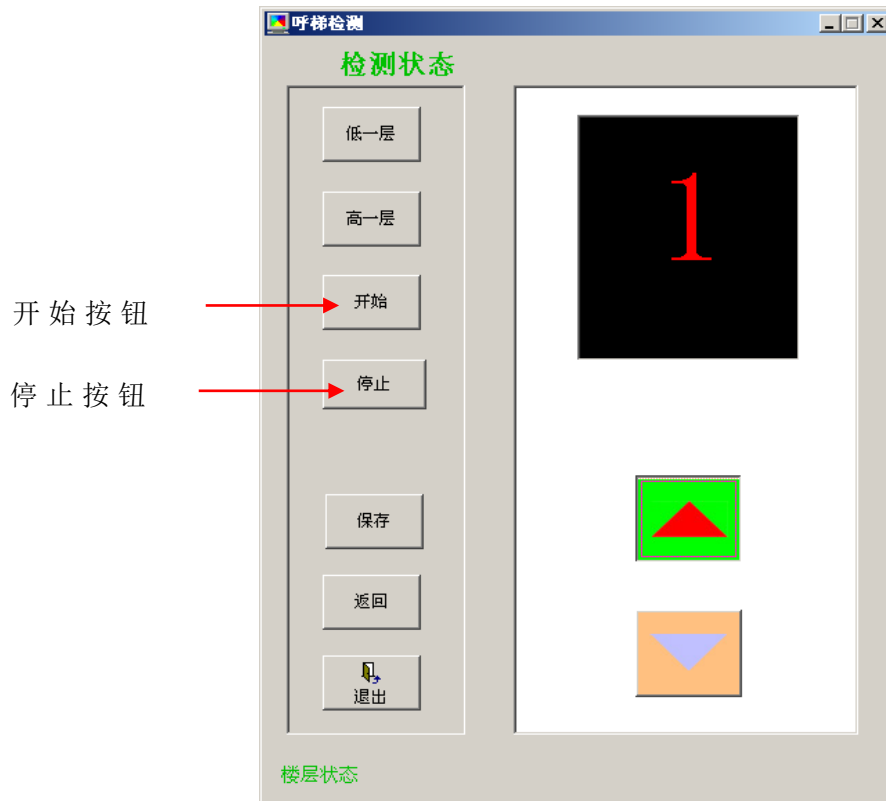 呼梯检测
检测状态
低一层
高一层
开始
停止
保存
返回
退出
1
开始按钮
停止按钮
楼层状态